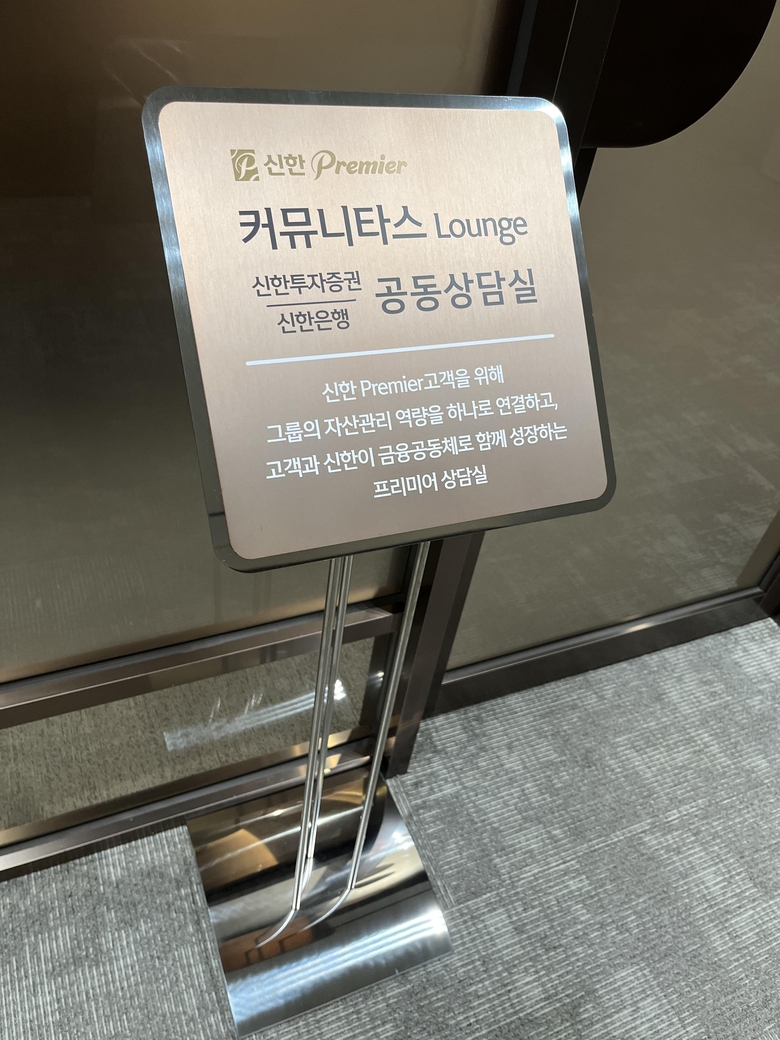 신한 Premier
커뮤니타스 Lounge
신한투자증권
신한은행
공동상담실
신한 Premier고객을 위해
그룹의 자산관리 역량을 하나로 연결하고,
고객과 신한이 금융공동체로 함께 성장하는
프리미어 상담실